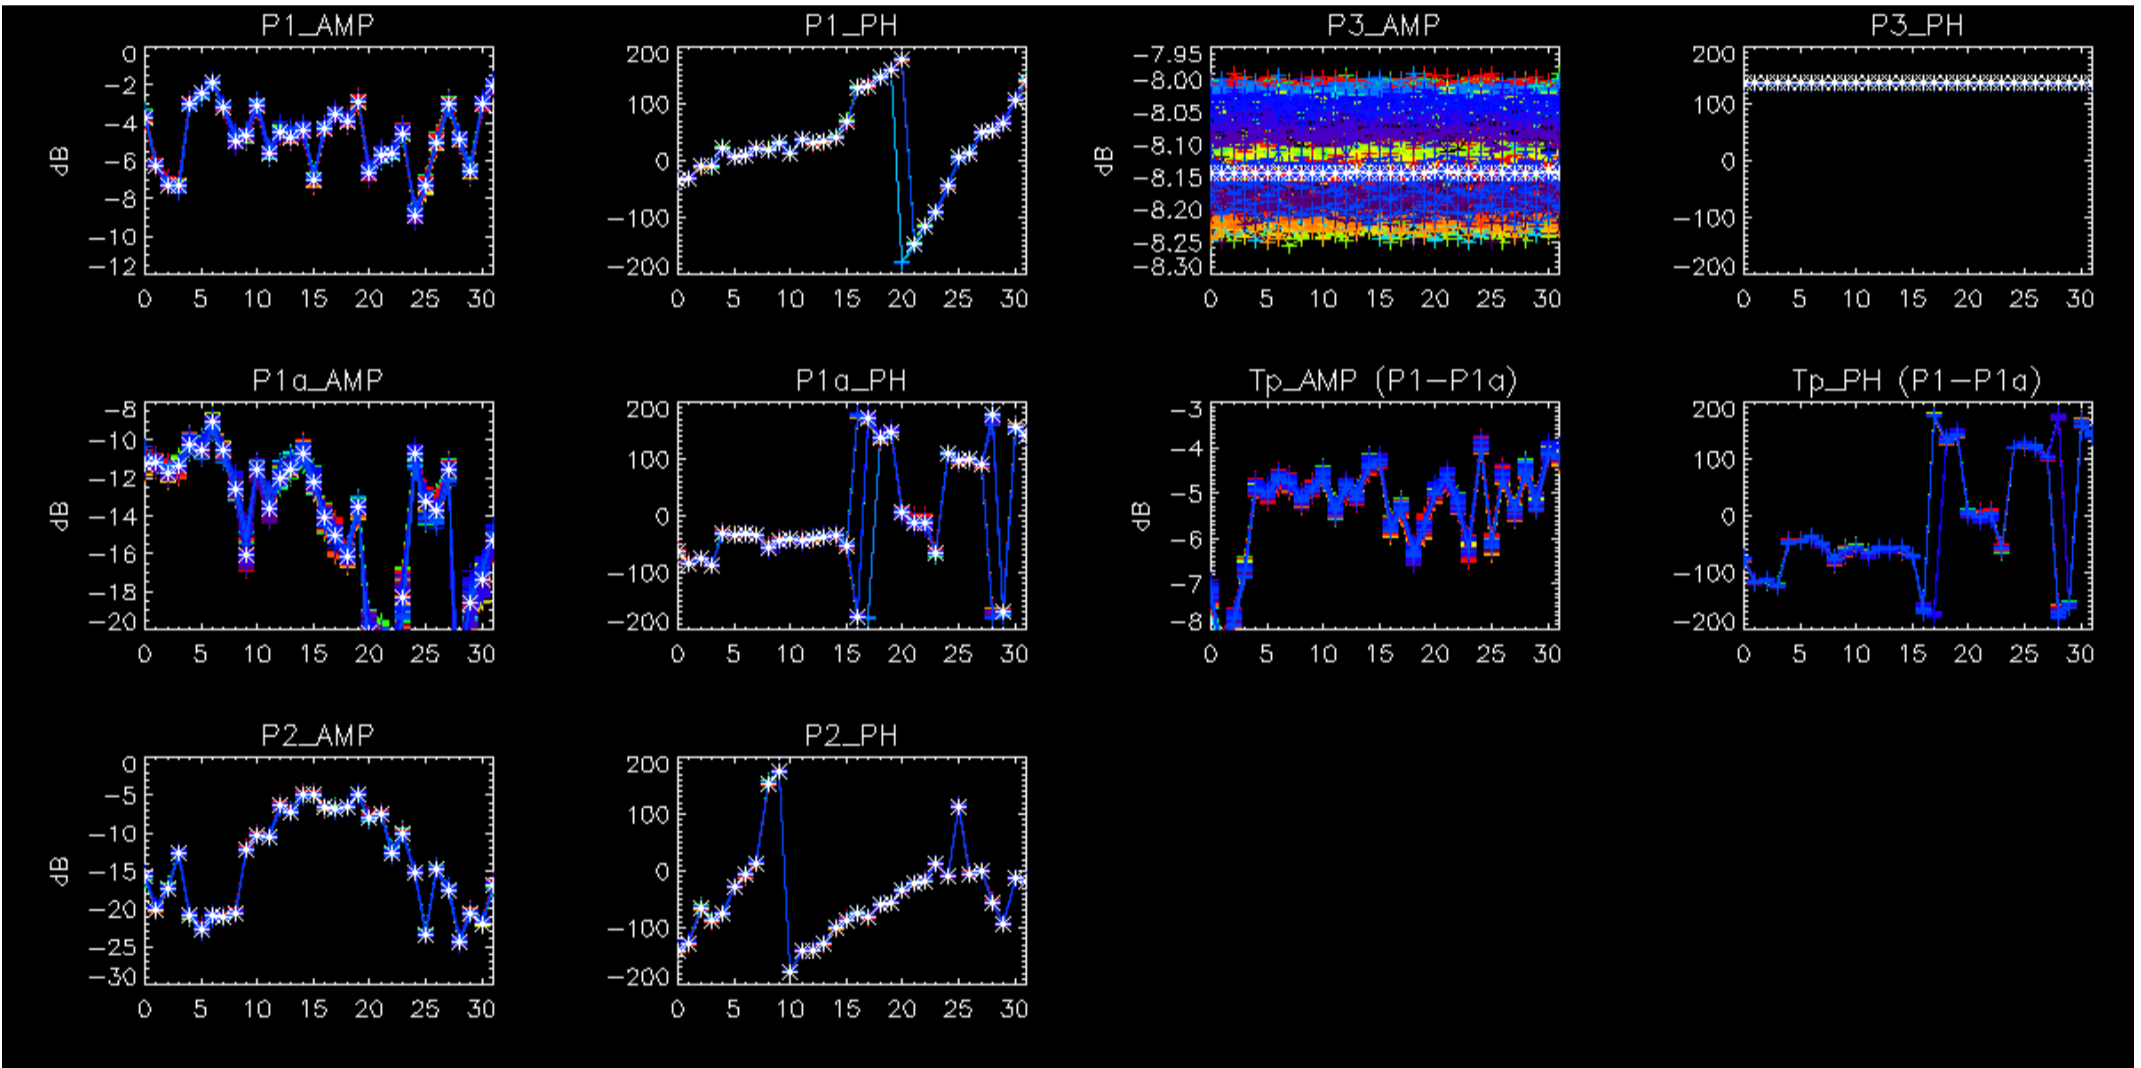 P1_AMP P1_PH P3_AMP P3_PH
0 200 -7.95 200
-2 -8.00
-4 100 -8.05 100
dB -6 0 dB -8.10 0
-8 -8.15
-10 -100 -8.20 -100
-12 -200 -8.25 -200
-8.30
0 5 10 15 20 25 30 0 5 10 15 20 25 30 0 5 10 15 20 25 30 0 5 10 15 20 25 30
P1a_AMP P1a_PH Tp_AMP (P1-P1a) Tp_PH (P1-P1a)
-8 200 -3 200
-10 100 -4 100
-12
dB -14 0 dB -5 0
-16 -6
-18 -100 -7 -100
-20 -200 -8 -200
0 5 10 15 20 25 30 0 5 10 15 20 25 30 0 5 10 15 20 25 30 0 5 10 15 20 25 30
P2_AMP P2_PH
0 200
-5 100
-10
dB -15 0
-20 -100
-25
-30 -200
0 5 10 15 20 25 30 0 5 10 15 20 25 30